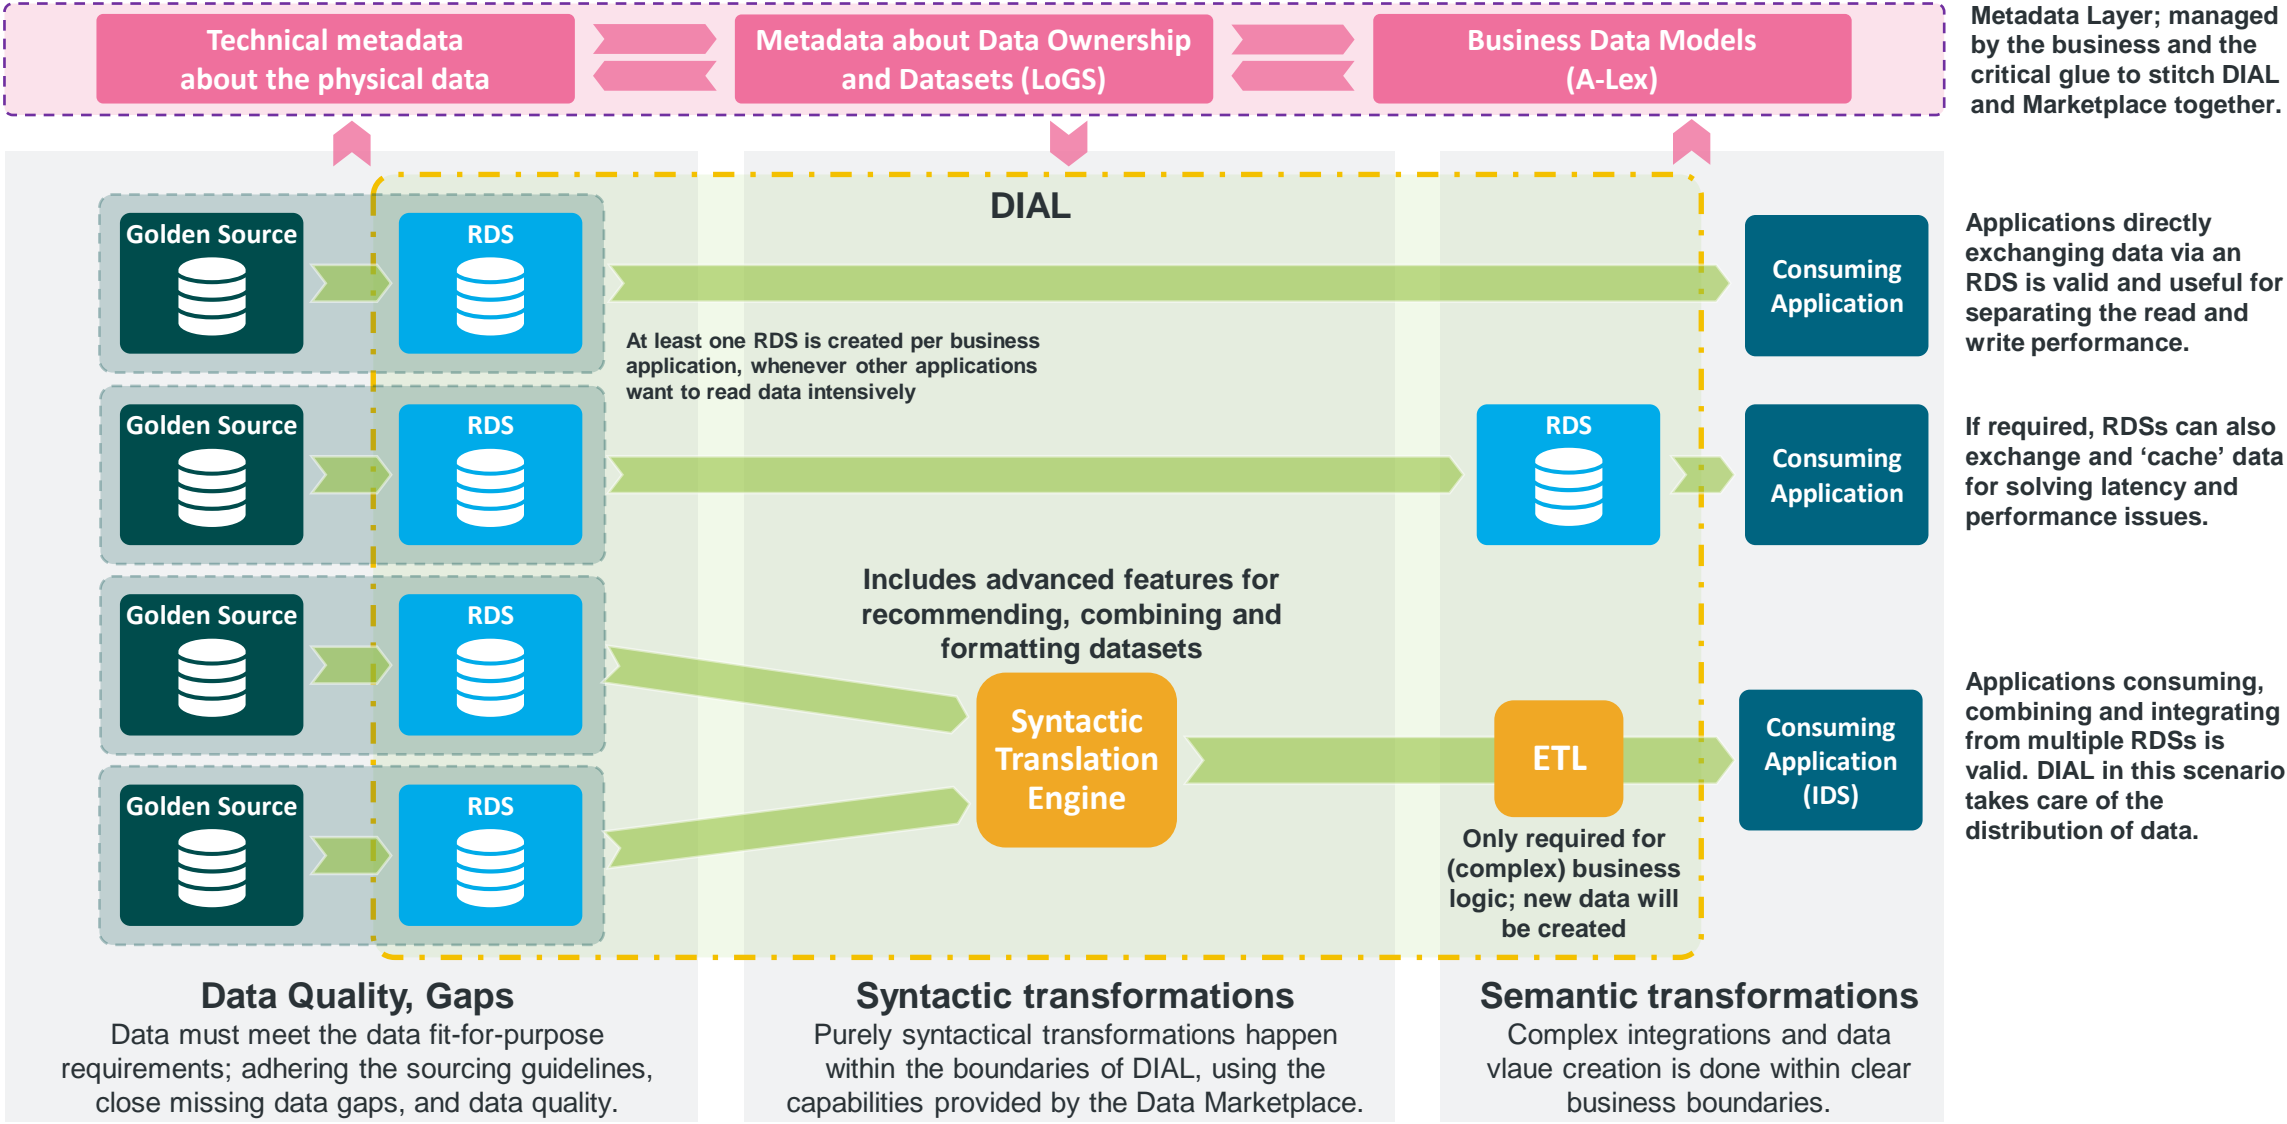 Technical metadata
about the physical data
Metadata about Data Ownership
and Datasets (LoGS)
Business Data Models
(A-Lex)
Metadata Layer; managed
by the business and the
critical glue to stitch DIAL
and Marketplace together.
DIAL
Golden Source
RDS
Consuming
Application
Applications directly
exchanging data via an
RDS is valid and useful for
separating the read and
write performance.
At least one RDS is created per business
application, whenever other applications
want to read data intensively
Golden Source
RDS
RDS
Consuming
Application
If required, RDSs can also
exchange and ‘cache’ data
for solving latency and
performance issues.
Includes advanced features for
recommending, combining and
formatting datasets
Golden Source
RDS
Syntactic
Translation
Engine
ETL
Consuming
Application
(IDS)
Applications consuming,
combining and integrating
from multiple RDSs is
valid. DIAL in this scenario
takes care of the
distribution of data.
Golden Source
RDS
Only required for
(complex) business
logic; new data will
be created
Data Quality, Gaps
Data must meet the data fit-for-purpose
requirements; adhering the sourcing guidelines,
close missing data gaps, and data quality.
Syntactic transformations
Purely syntactical transformations happen
within the boundaries of DIAL, using the
capabilities provided by the Data Marketplace.
Semantic transformations
Complex integrations and data
vlaue creation is done within clear
business boundaries.